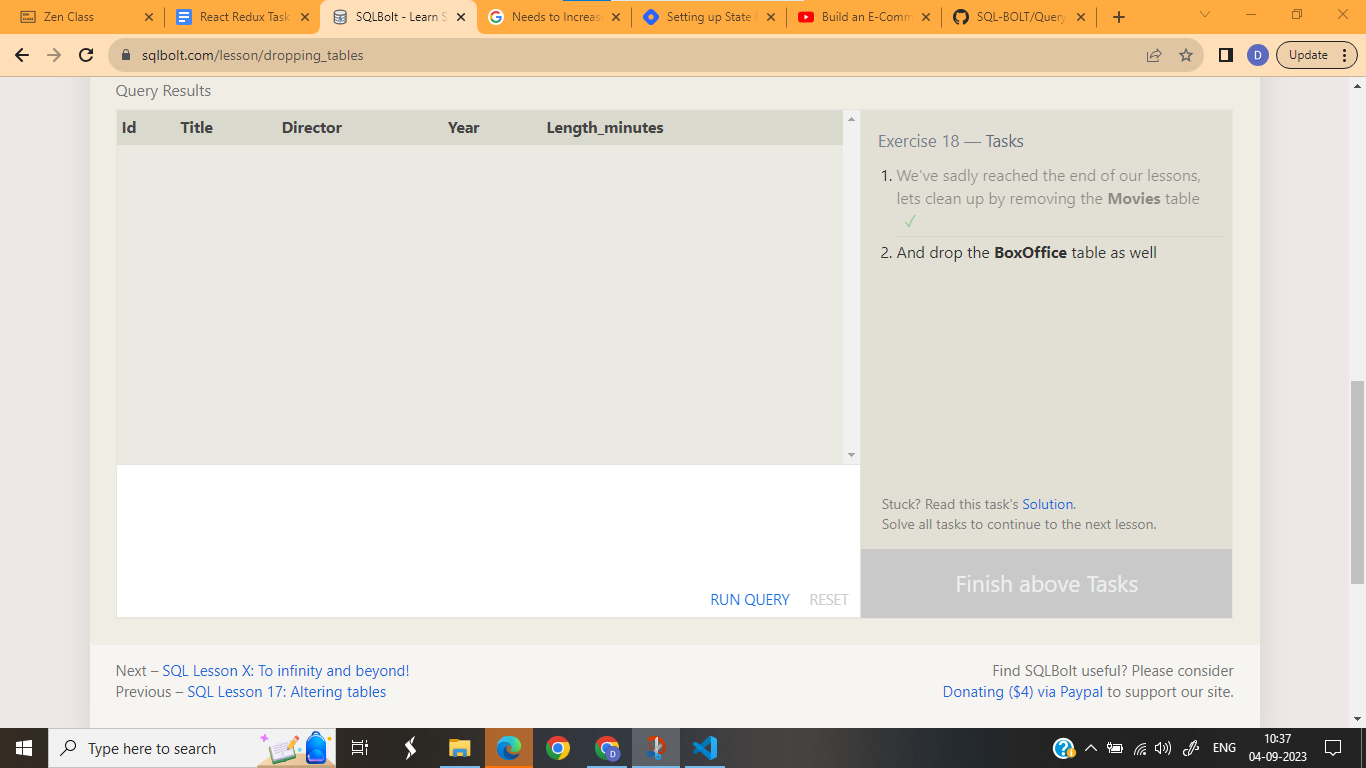 Zen Class
React Redux Task
SQLBolt - Learn S
Needs to Increas
Setting up State
Build an E-Comm
SQL-BOLT/Query
sqlbolt.com/lesson/dropping_tables
D
Update
Query Results
Id Title Director Year Length_minutes
Exercise 18 — Tasks
1. We've sadly reached the end of our lessons,
lets clean up by removing the Movies table
✓
2. And drop the BoxOffice table as well
Stuck? Read this task's Solution.
Solve all tasks to continue to the next lesson.
RUN QUERY RESET
Finish above Tasks
Next – SQL Lesson X: To infinity and beyond!
Previous – SQL Lesson 17: Altering tables
Find SQLBolt useful? Please consider
Donating ($4) via Paypal to support our site.
Type here to search
ENG
10:37
04-09-2023